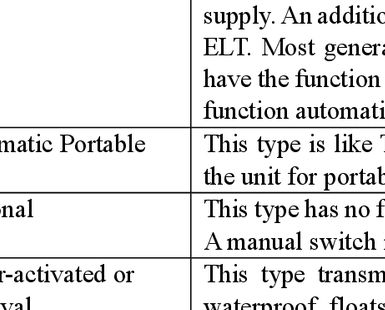 supply. An additio
ELT. Most genera
have the function
function automati
matic Portable
This type is like T
the unit for portab
onal
This type has no f
A manual switch
r-activated or
val
This type transm
waterproof, floats